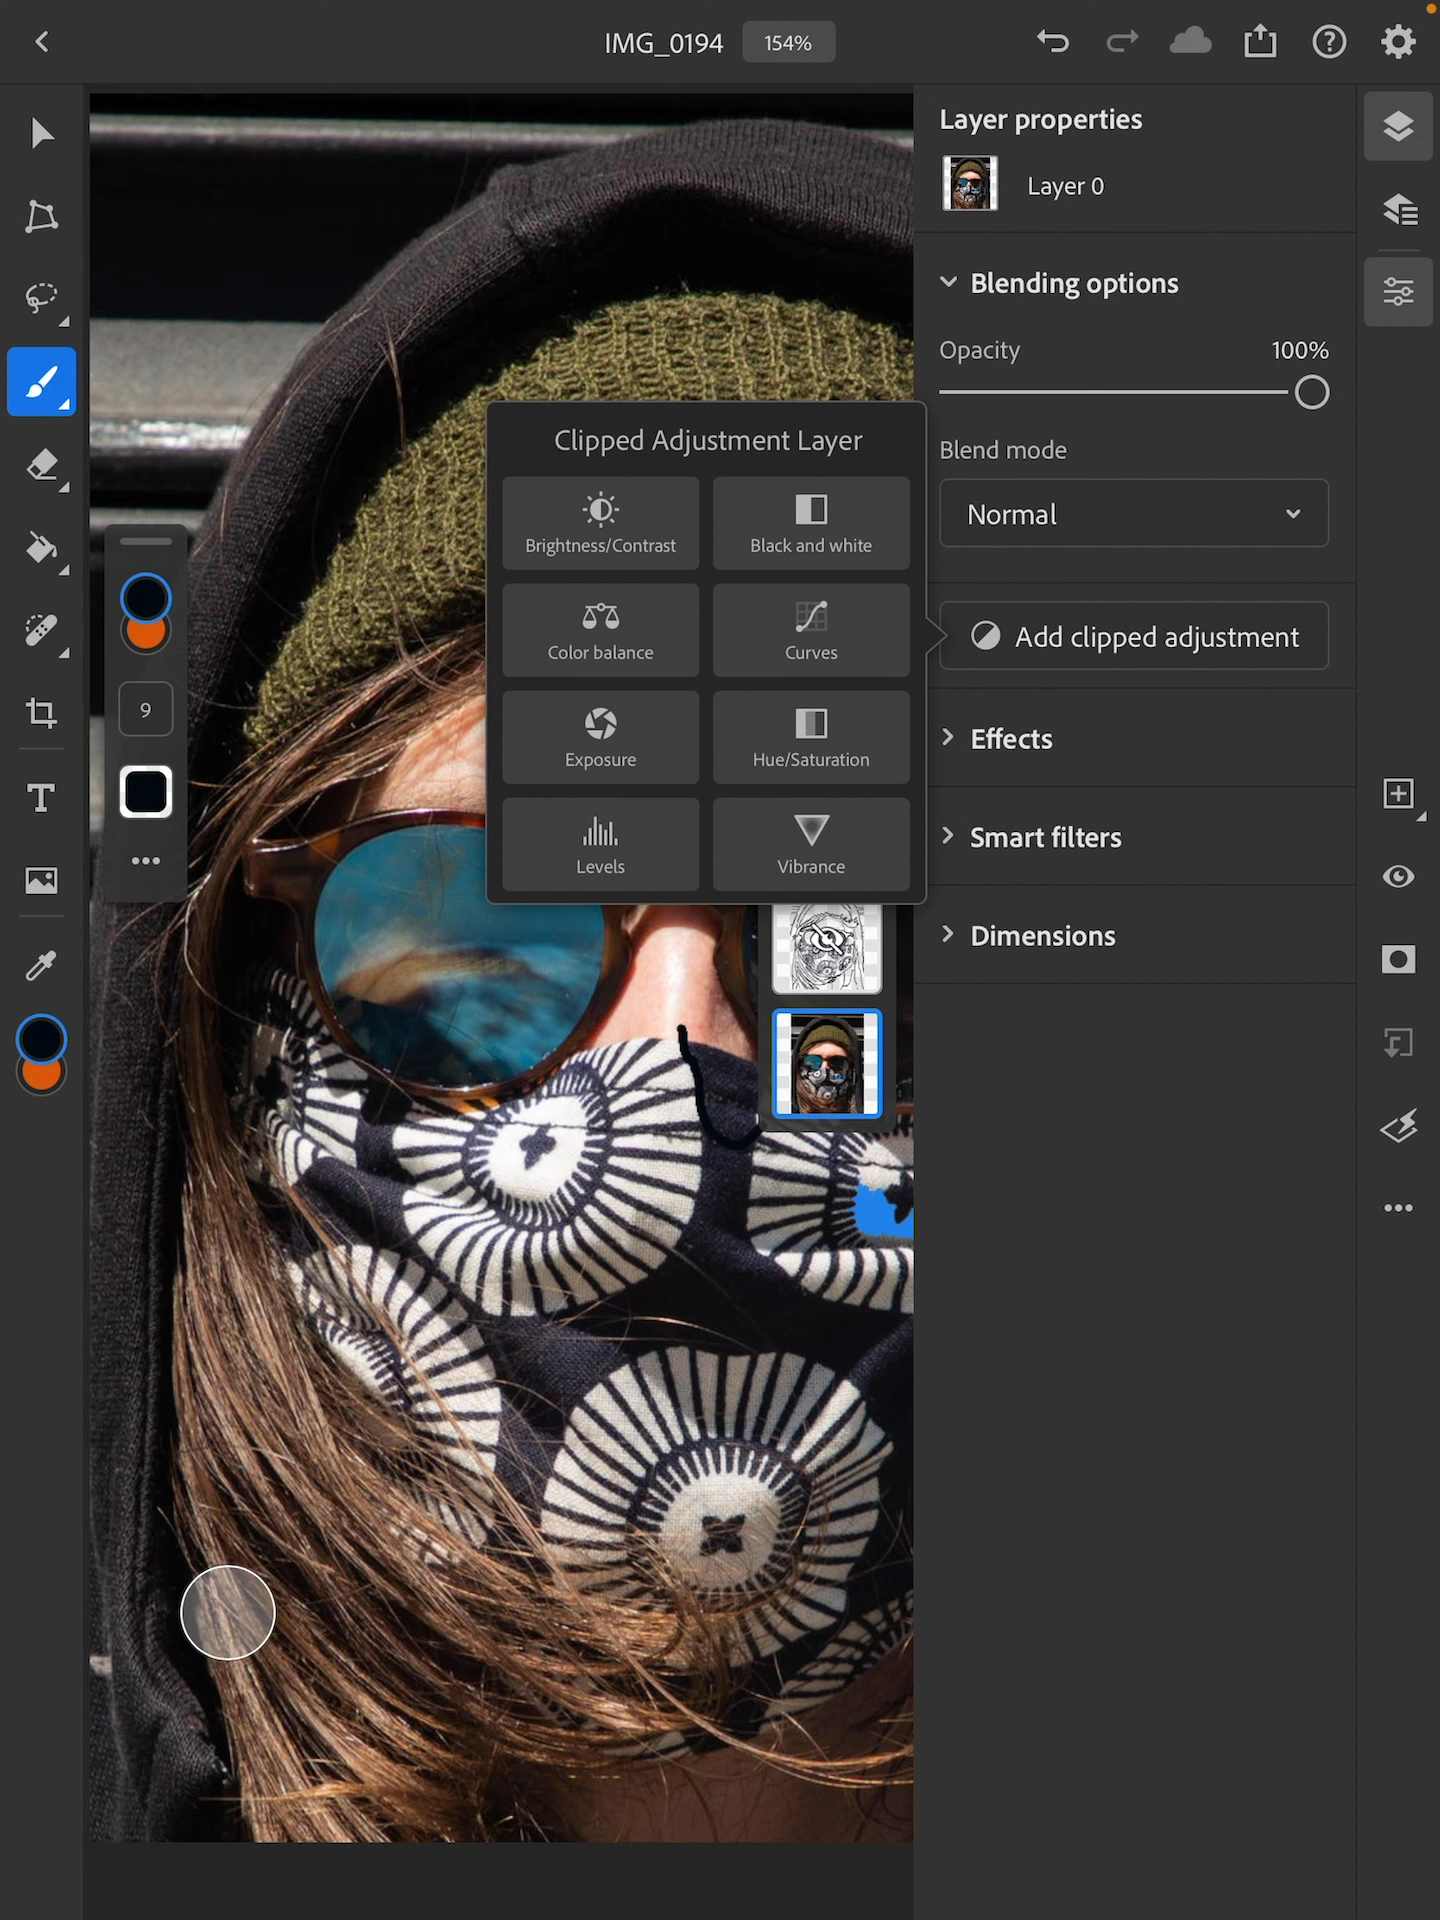 IMG_0194
154%
Layer properties
Layer 0
Blending options
Opacity
100%
Blend mode
Normal
Add clipped adjustment
Effects
Smart filters
Dimensions
Clipped Adjustment Layer
Brightness/Contrast
Black and white
Color balance
Curves
Exposure
Hue/Saturation
Levels
Vibrance
9